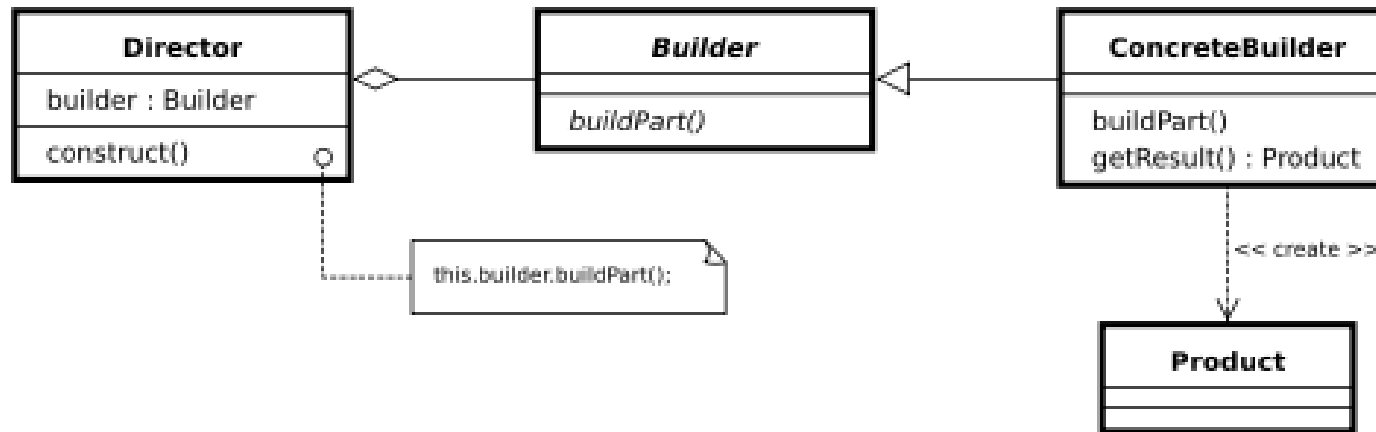 Director
builder : Builder
construct()
Builder
buildPart()
ConcreteBuilder
buildPart()
getResult() : Product
this.builder.buildPart();
<< create >>
Product